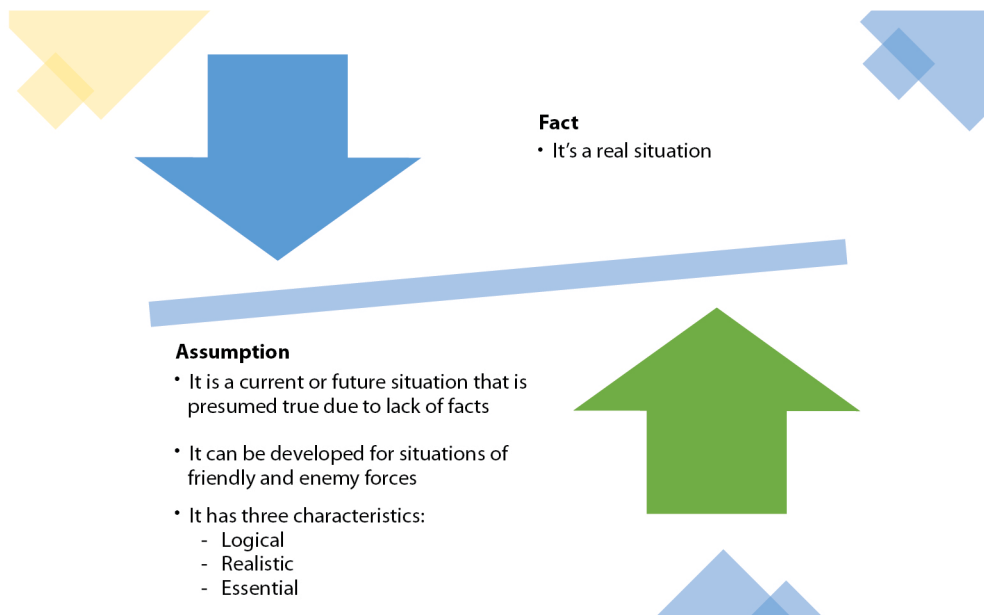 Fact
• It's a real situation
Assumption
• It is a current or future situation that is
presumed true due to lack of facts
• It can be developed for situations of
friendly and enemy forces
• It has three characteristics:
- Logical
- Realistic
- Essential